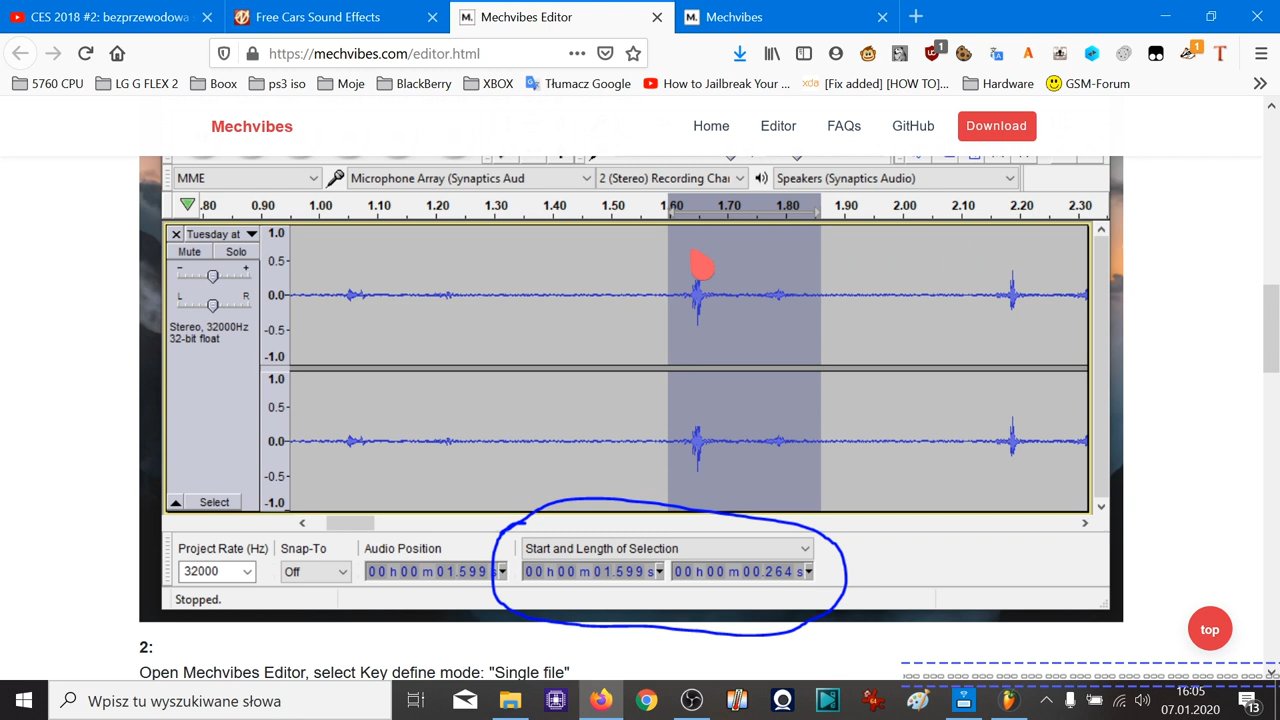 CES 2018 #2: bezprzewodowa
Free Cars Sound Effects
Mechvibes Editor
Mechvibes
https://mechvibes.com/editor.html
5760 CPU
LG G FLEX 2
Boox
ps3 iso
Moje
BlackBerry
XBOX
Tłumacz Google
How to Jailbreak Your ...
[Fix added] [HOW TO]...
Hardware
GSM-Forum
Mechvibes
Home
Editor
FAQs
GitHub
Download
MME
Microphone Array (Synaptics Aud
2 (Stereo) Recording Chai
Speakers (Synaptics Audio)
.80 0.90 1.00 1.10 1.20 1.30 1.40 1.50 1.60 1.70 1.80 1.90 2.00 2.10 2.20 2.30
Tuesday at
Mute Solo
- +
L R
Stereo, 32000Hz
32-bit float
Select
1.0
0.5-
0.0-
-0.5-
-1.0
1.0
0.5-
0.0-
-0.5-
-1.0
Project Rate (Hz)
Snap-To
Audio Position
Start and Length of Selection
32000
Off
00 h 00 m 01.599 s
00 h 00 m 01.599 s
00 h 00 m 00.264 s
Stopped.
top
2:
Open Mechvibes Editor, select Key define mode: "Single file"
Wpisz tu wyszukiwane słowa
16:05
07.01.2020
13